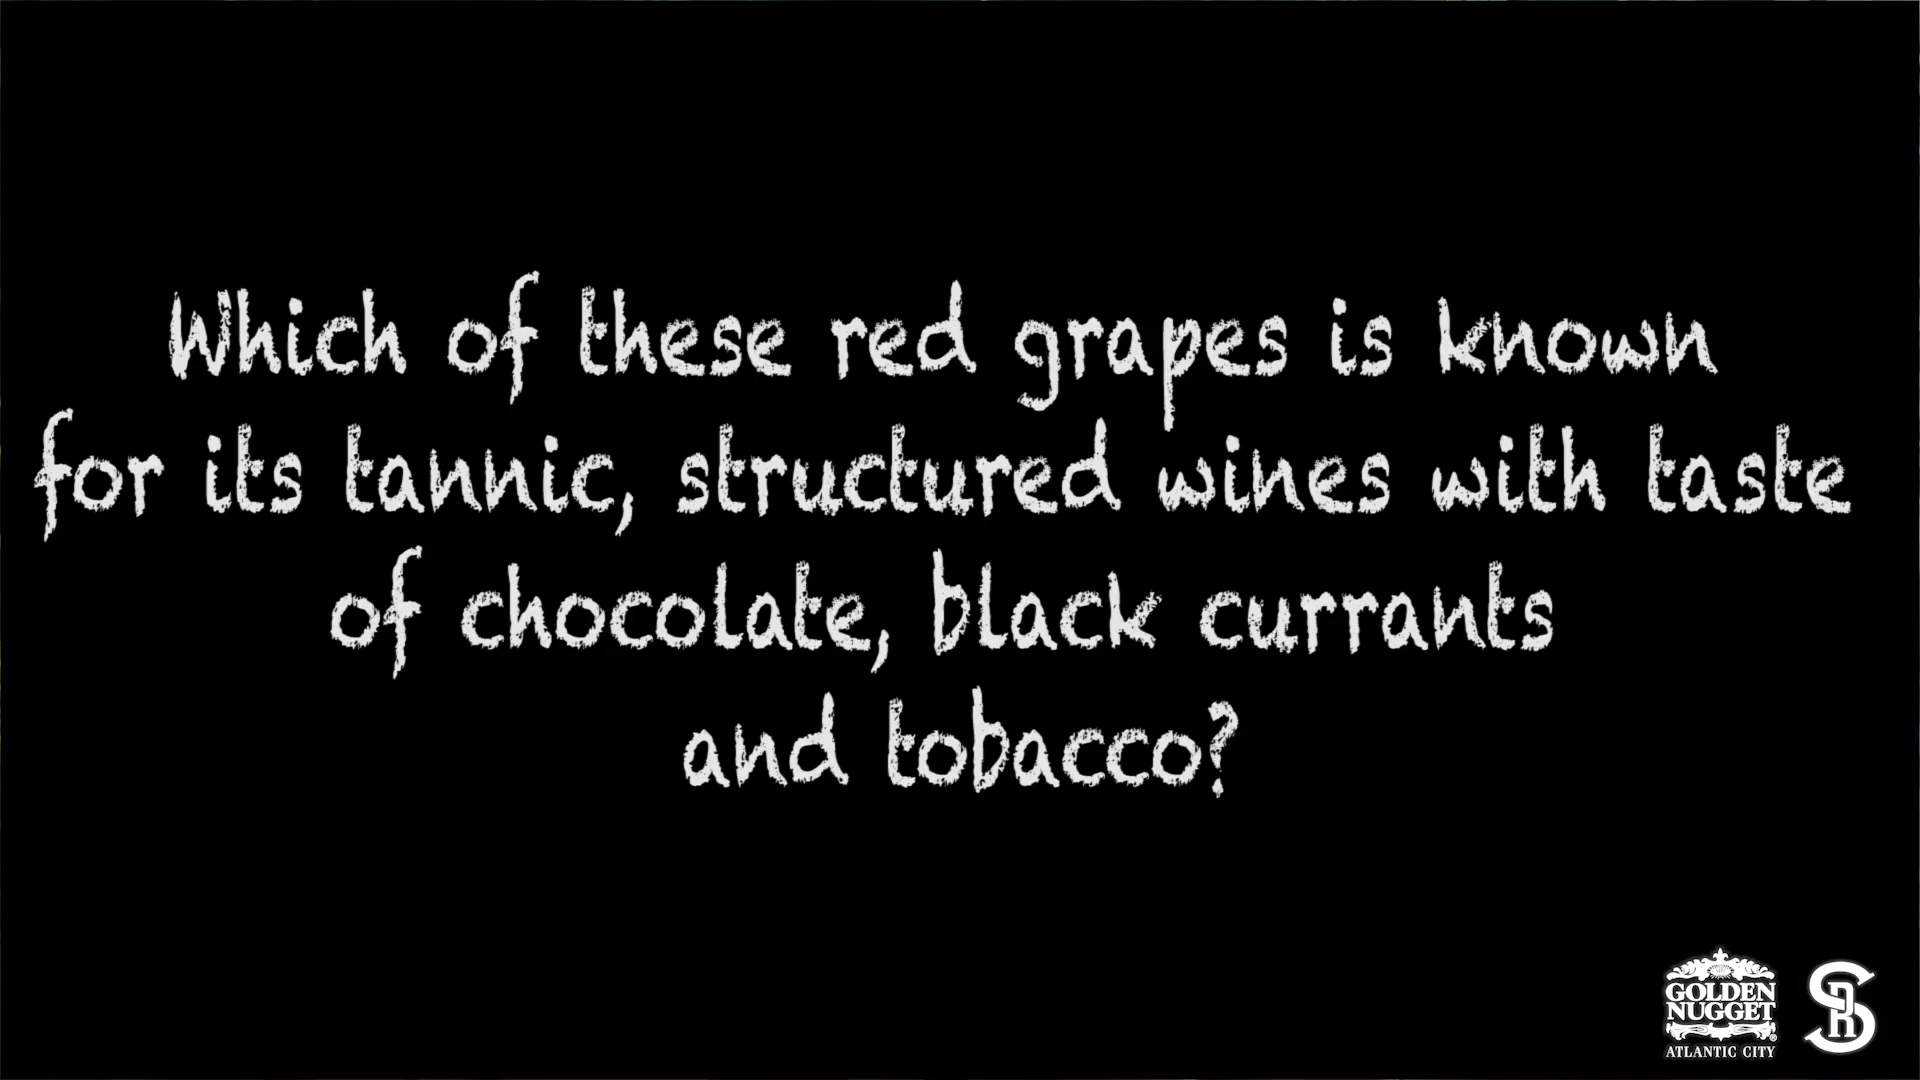 Which of these red grapes is known
for its tannic, structured wines with taste
of chocolate, black currants
and tobacco?
GOLDEN
NUGGET
ATLANTIC CITY
SR